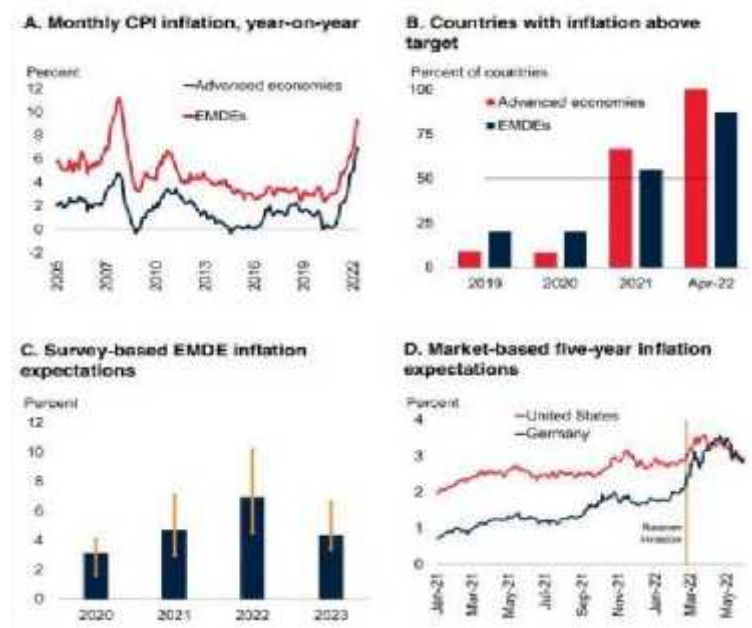 A. Monthly CPI inflation, year-on-year
Percent
12
10
8
6
4
2
0
-2
Advanced economies
EMDEs
2005
2007
2010
2013
2016
2019
2022
B. Countries with inflation above
target
Percent of countries
100
75
50
25
0
Advanced economies
EMDEs
2019
2020
2021
Apr-22
C. Survey-based EMDE inflation
expectations
Percent
12
10
8
6
4
2
0
2020
2021
2022
2023
D. Market-based five-year inflation
expectations
Percent
4
3
2
1
0
United States
Germany
Russian
invasion
Jan-21
Mar-21
May-21
Jul-21
Sep-21
Nov-21
Jan-22
Mar-22
May-22